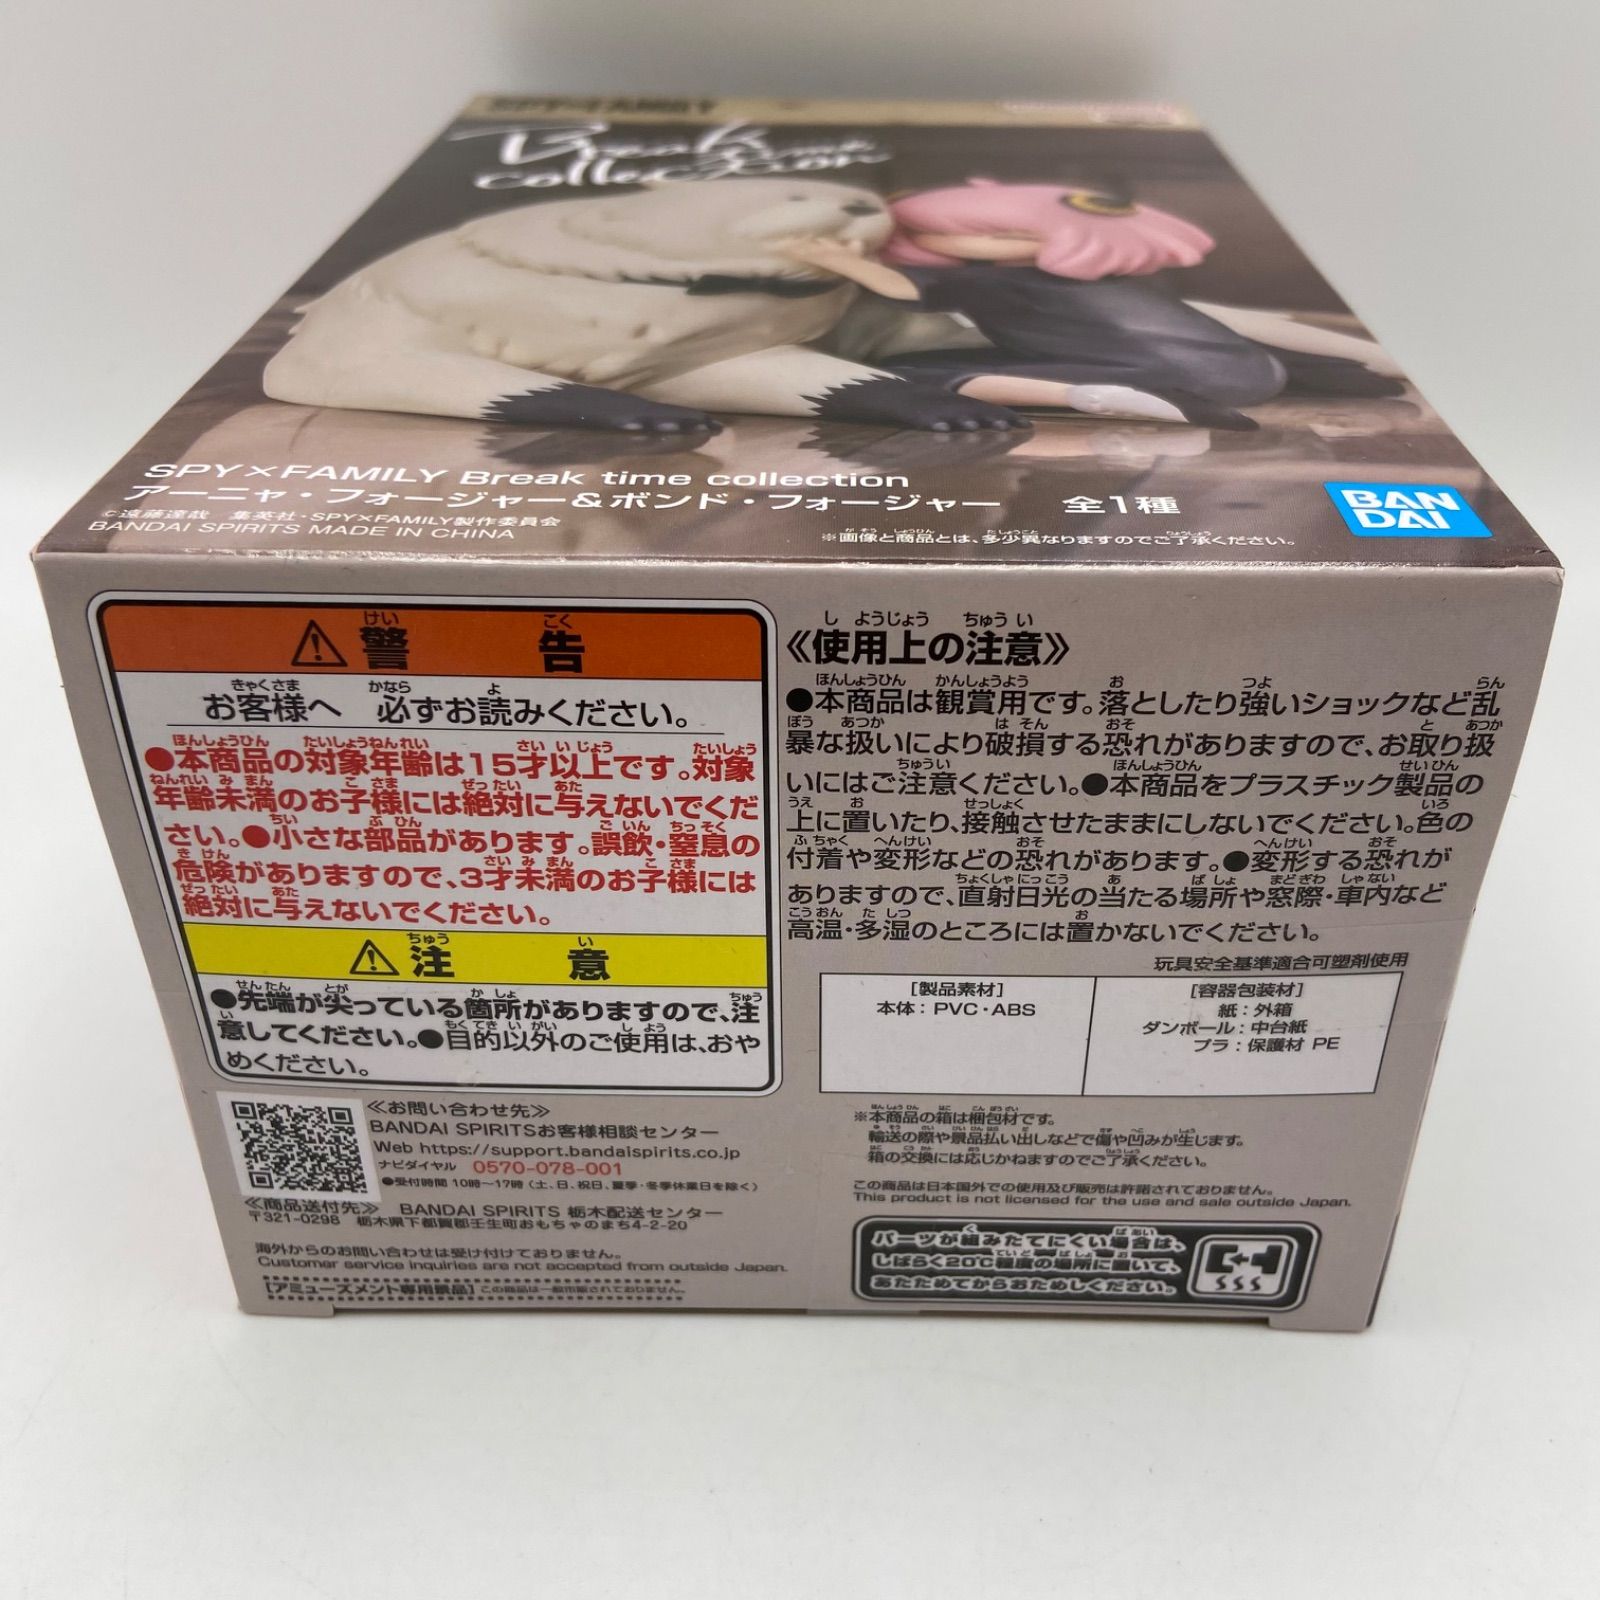 SPY×FAMILY
Break time
collection
SPY×FAMILY Break time collection
アーニャ・フォージャー&ボンド・フォージャー 全1種
©遠藤達哉 集英社・SPY×FAMILY製作委員会
BANDAI SPIRITS MADE IN CHINA
※画像と商品とは、多少異なりますのでご了承ください。
BAN
DAI
警告
お客様へ 必ずお読みください。
●本商品の対象年齢は15才以上です。対象
年齢未満のお子様には絶対に与えないでくだ
さい。●小さな部品があります。誤飲・窒息の
危険がありますので、3才未満のお子様には
絶対に与えないでください。
注意
●先端が尖っている箇所がありますので、注
意してください。●目的以外のご使用は、おや
めください。
《使用上の注意》
●本商品は観賞用です。落としたり強いショックなど乱
暴な扱いにより破損する恐れがありますので、お取り扱
いにはご注意ください。●本商品をプラスチック製品の
上に置いたり、接触させたままにしないでください。色の
付着や変形などの恐れがあります。●変形する恐れが
ありますので、直射日光の当たる場所や窓際・車内など
高温・多湿のところには置かないでください。
玩具安全基準適合可塑剤使用
[製品素材]
本体:PVC・ABS
[容器包装材]
紙:外箱
ダンボール:中台紙
プラ:保護材 PE
《お問い合わせ先》
BANDAI SPIRITSお客様相談センター
Web https://support.bandaispirits.co.jp
ナビダイヤル 0570-078-001
●受付時間 10時〜17時(土、日、祝日、夏季・冬季休業日を除く)
《商品送付先》 BANDAI SPIRITS 栃木配送センター
〒321-0298 栃木県下都賀郡壬生町おもちゃのまち4-2-20
海外からのお問い合わせは受け付けておりません。
Customer service inquiries are not accepted from outside Japan.
[アミューズメント専用景品]この商品は一般市販されておりません。
※本商品の箱は梱包材です。
輸送の際や景品払い出しなどで傷や凹みが生じます。
箱の交換には応じかねますのでご了承ください。
この商品は日本国外での使用及び販売は許諾されておりません。
This product is not licensed for the use and sale outside Japan.
パーツが組みたてにくい場合は、
しばらく20℃程度の場所に置いて、
あたためてからおためしください。